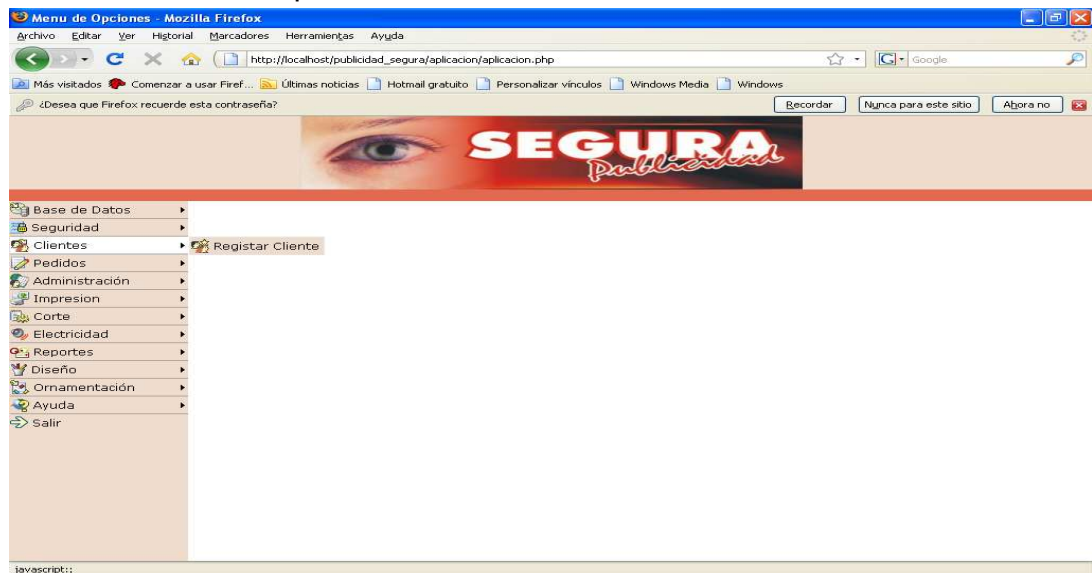 Menu de Opciones - Mozilla Firefox
Archivo Editar Ver Historial Marcadores Herramientas Ayuda
http://localhost/publicidad_segura/aplicacion/aplicacion.php
G Google
Más visitados Comenzar a usar Firef... Últimas noticias Hotmail gratuito Personalizar vínculos Windows Media Windows
¿Desea que Firefox recuerde esta contraseña? Recordar Nunca para este sitio Ahora no
SEGURA
Publicidad
Base de Datos
Seguridad
Clientes Registar Cliente
Pedidos
Administración
Impresion
Corte
Electricidad
Reportes
Diseño
Ornamentación
Ayuda
Salir
javascript:;